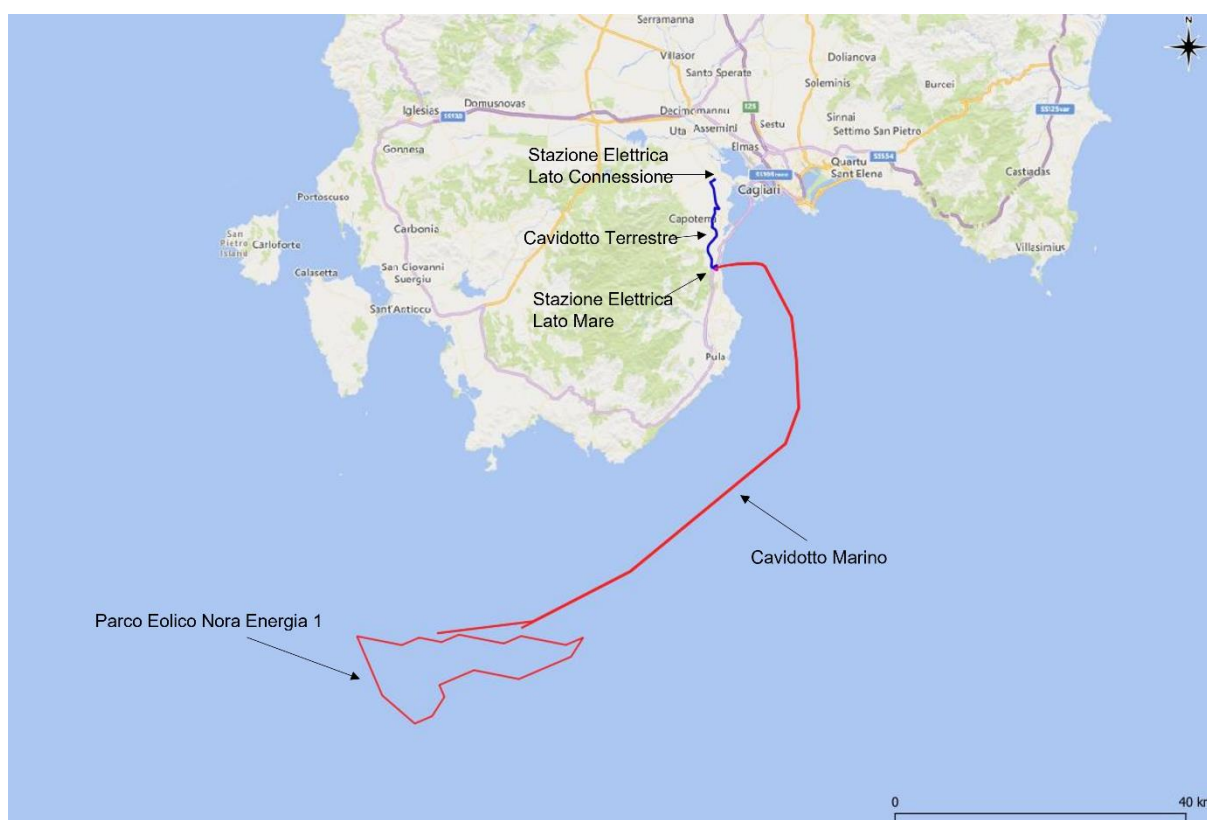 N
Serramanna
Villasor
Dolianova
Santo Sperate
Soleminis
Burcei
Iglesias
Domusnovas
Decimomannu
SS130
SS125var
Uta
Assemini
Sestu
Sinnai
Settimo San Pietro
Gonnesa
Elmas
SS554
Stazione Elettrica
Lato Connessione
Quartu
Sant Elena
Castiadas
Cagliari
Portoscuso
Capoterra
San
Pietro
Island
Carloforte
Carbonia
Cavidotto Terrestre
Villasimius
Calasetta
San Giovanni
Suergiu
Stazione Elettrica
Lato Mare
Sant'Antioco
Pula
Cavidotto Marino
Parco Eolico Nora Energia 1
0
40 km